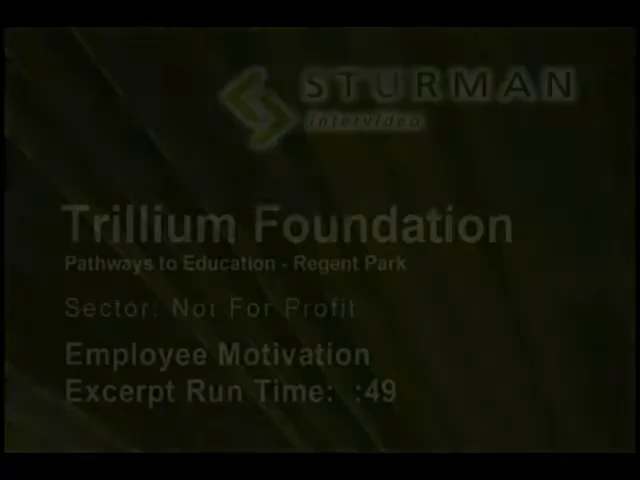 STURMAN
intervideo
Trillium Foundation
Pathways to Education - Regent Park
Sector: Not For Profit
Employee Motivation
Excerpt Run Time: :49